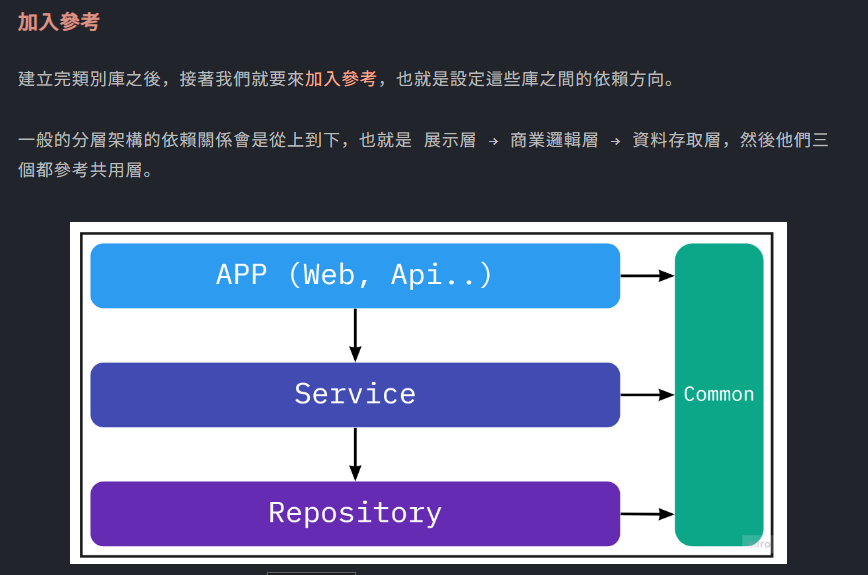 加入參考
建立完類別庫之後，接著我們就要來加入參考，也就是設定這些庫之間的依賴方向。
一般的分層架構的依賴關係會是從上到下，也就是 展示層 → 商業邏輯層 → 資料存取層，然後他們三
個都參考共用層。
APP (Web, Api..)
Service
Common
Repository
miro